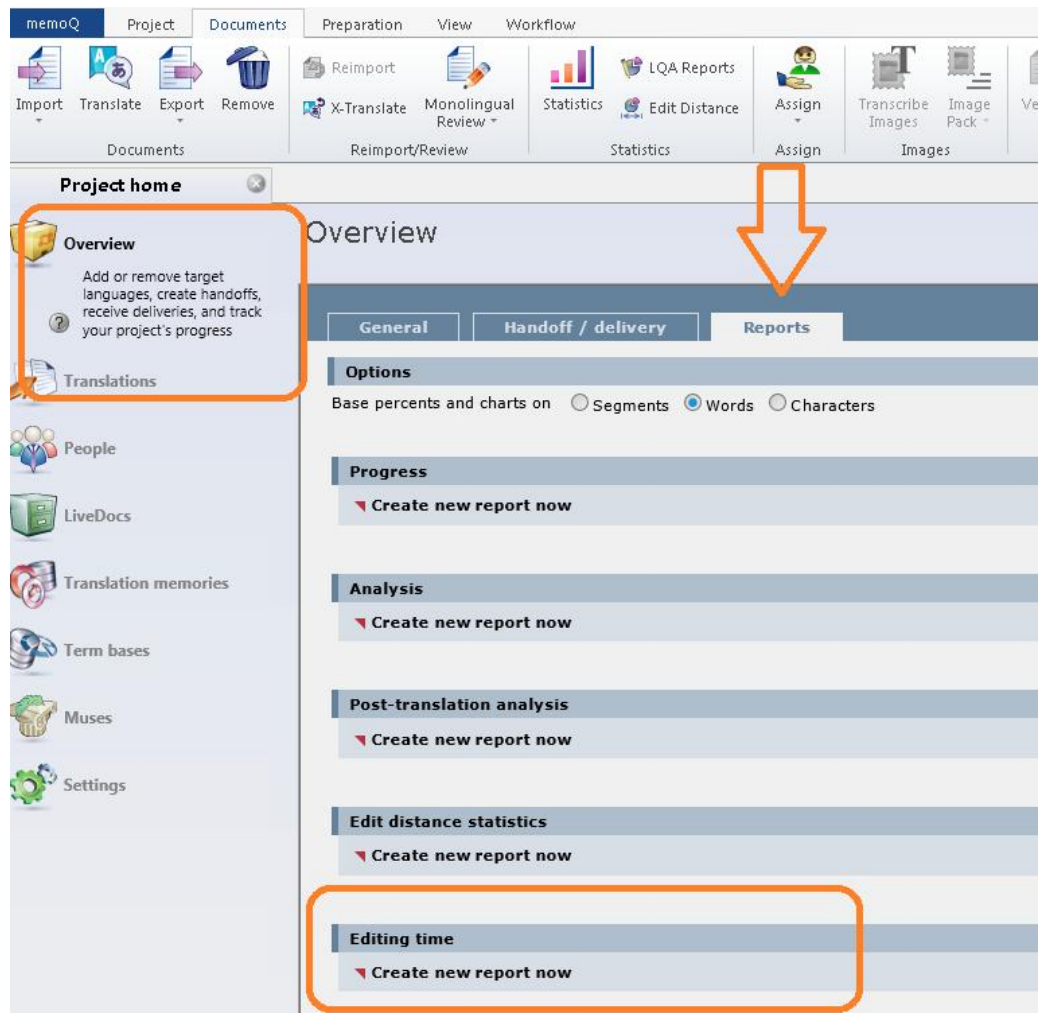 memoQ Project Documents Preparation View Workflow
Import Translate Export Remove
Documents
Reimport
X-Translate
Monolingual
Review
Reimport/Review
Statistics
LQA Reports
Edit Distance
Statistics
Assign
Assign
Transcribe
Images
Image
Pack
Images
Project home
Overview
Add or remove target
languages, create handoffs,
receive deliveries, and track
your project's progress
Translations
People
LiveDocs
Translation memories
Term bases
Muses
Settings
Overview
General Handoff / delivery Reports
Options
Base percents and charts on Segments Words Characters
Progress
Create new report now
Analysis
Create new report now
Post-translation analysis
Create new report now
Edit distance statistics
Create new report now
Editing time
Create new report now